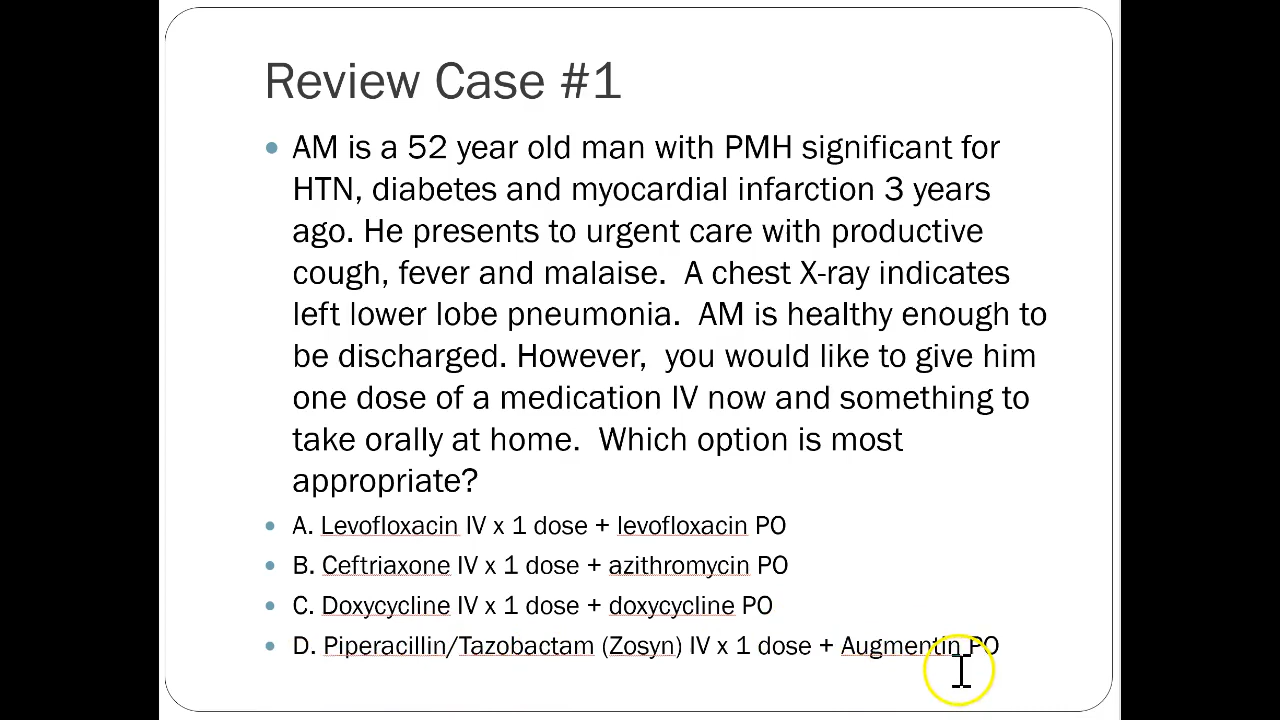 Review Case #1
AM is a 52 year old man with PMH significant for
HTN, diabetes and myocardial infarction 3 years
ago. He presents to urgent care with productive
cough, fever and malaise.  A chest X-ray indicates
left lower lobe pneumonia.  AM is healthy enough to
be discharged. However,  you would like to give him
one dose of a medication IV now and something to
take orally at home.  Which option is most
appropriate?
A. Levofloxacin IV x 1 dose + levofloxacin PO
B. Ceftriaxone IV x 1 dose + azithromycin PO
C. Doxycycline IV x 1 dose + doxycycline PO
D. Piperacillin/Tazobactam (Zosyn) IV x 1 dose + Augmentin PO